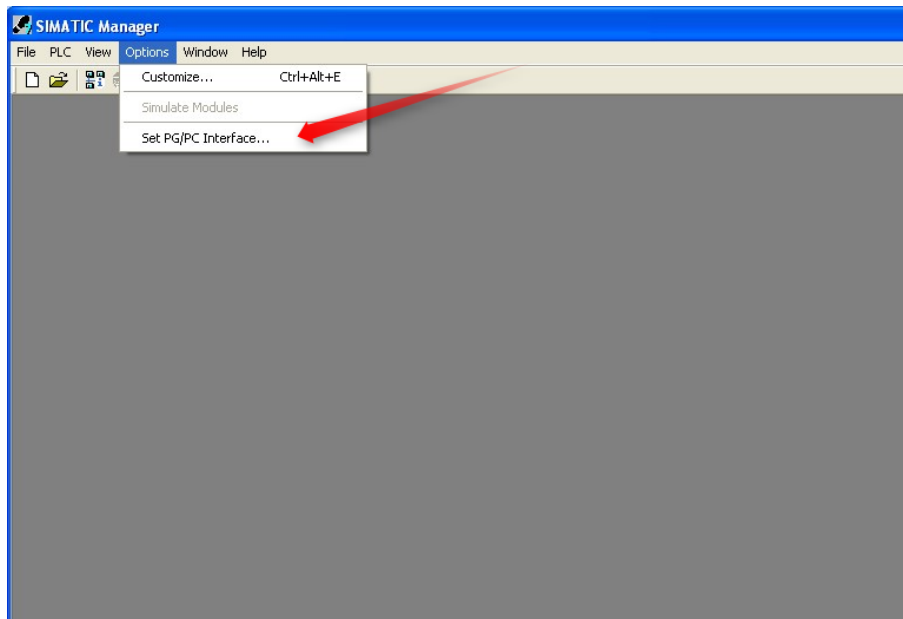 SIMATIC Manager
File PLC View Options Window Help
Customize... Ctrl+Alt+E
Simulate Modules
Set PG/PC Interface...